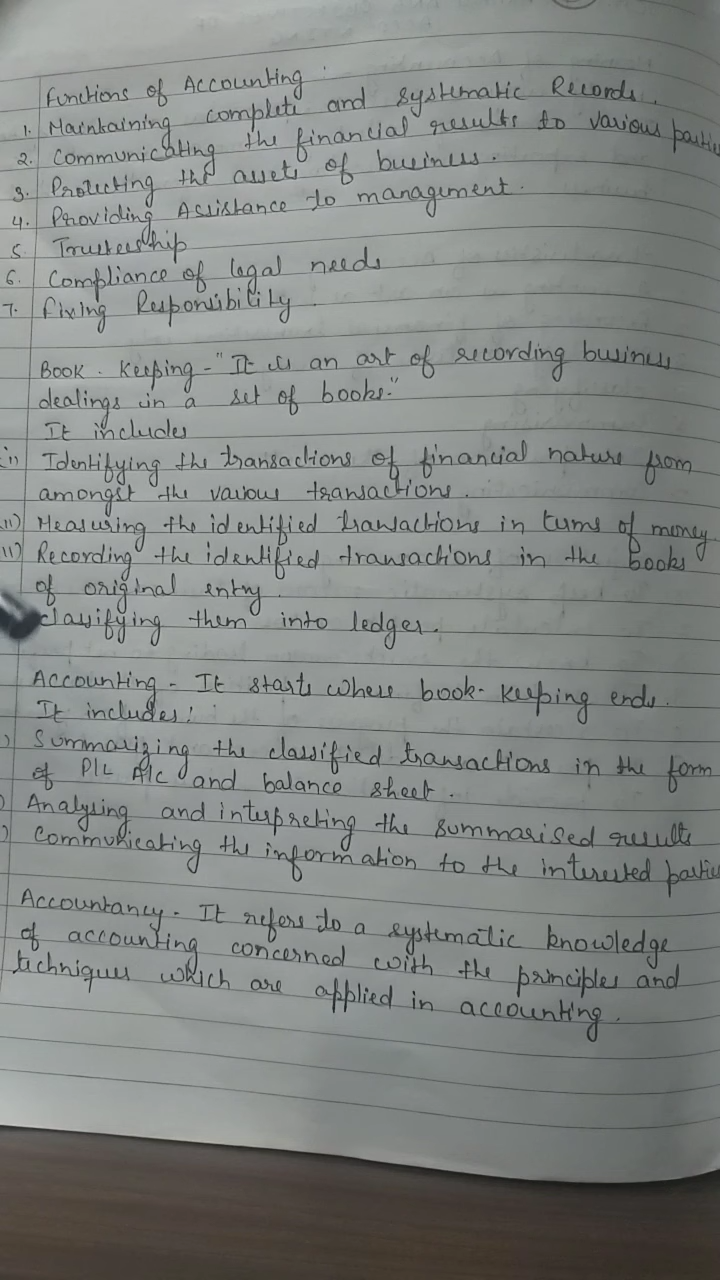 Functions of Accounting :
1. Maintaining complete and systematic Records.
2. Communicating the financial results to various
3. Protecting the assets of business.
4. Providing Assistance to management.
5. Trusteeship
6. Compliance of legal needs
7. Fixing Responsibility.
Book-keeping - "It is an art of recording business
dealings in a set of books."
It includes
i) Identifying the transactions of financial nature from
amongst the various transactions.
ii) Measuring the identified transactions in terms of money
iii) Recording the identified transactions in the books
of original entry.
classifying them into ledger.
Accounting - It starts where book-keeping ends.
It includes:
) Summarizing the classified transactions in the form
of P/L A/c and balance sheet.
) Analysing and interpreting the summarised results
) Communicating the information to the interested
Accountancy - It refers to a systematic knowledge
of accounting concerned with the principles and
techniques which are applied in accounting.